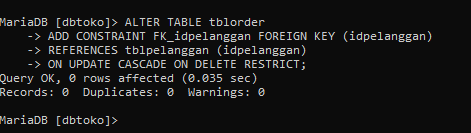 MariaDB [dbtoko]> ALTER TABLE tblorder
    -> ADD CONSTRAINT FK_idpelanggan FOREIGN KEY (idpelanggan)
    -> REFERENCES tblpelanggan (idpelanggan)
    -> ON UPDATE CASCADE ON DELETE RESTRICT;
Query OK, 0 rows affected (0.035 sec)
Records: 0  Duplicates: 0  Warnings: 0
MariaDB [dbtoko]>